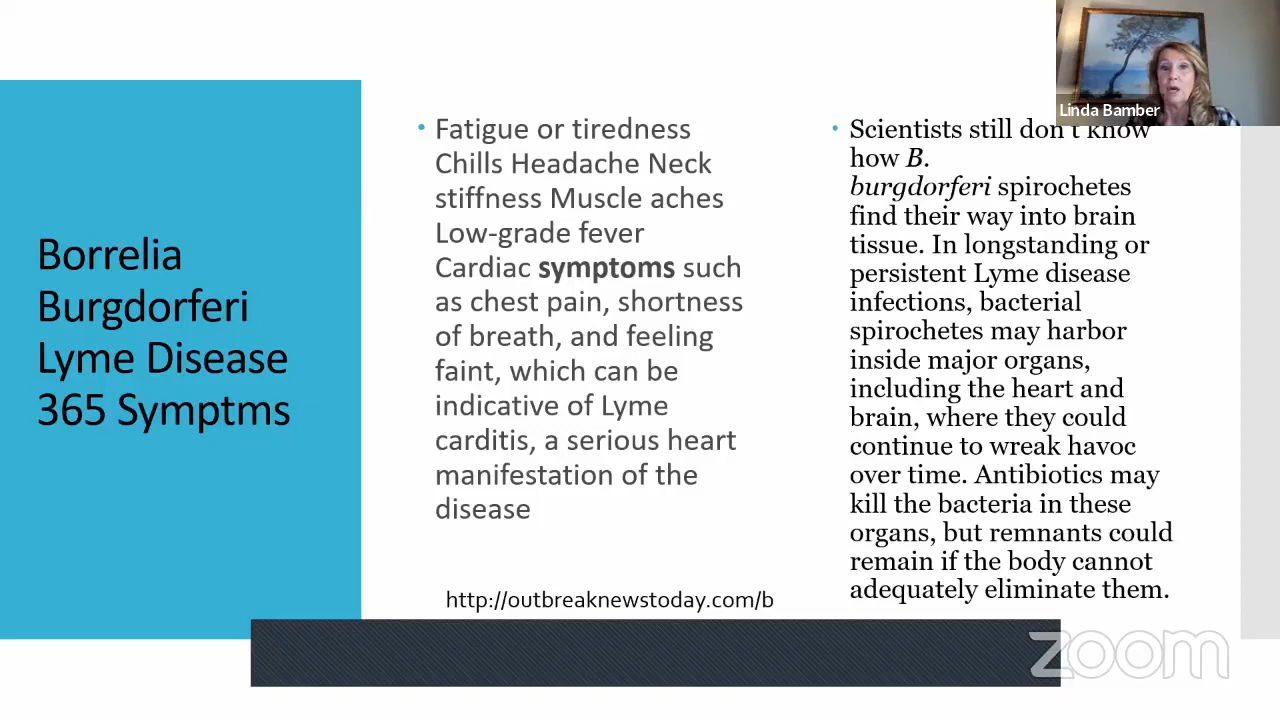 Linda Bamber
Borrelia
Burgdorferi
Lyme Disease
365 Symptms
Fatigue or tiredness
Chills Headache Neck
stiffness Muscle aches
Low-grade fever
Cardiac symptoms such
as chest pain, shortness
of breath, and feeling
faint, which can be
indicative of Lyme
carditis, a serious heart
manifestation of the
disease
http://outbreaknewstoday.com/b
Scientists still don't know
how B.
burgdorferi spirochetes
find their way into brain
tissue. In longstanding or
persistent Lyme disease
infections, bacterial
spirochetes may harbor
inside major organs,
including the heart and
brain, where they could
continue to wreak havoc
over time. Antibiotics may
kill the bacteria in these
organs, but remnants could
remain if the body cannot
adequately eliminate them.
zoom